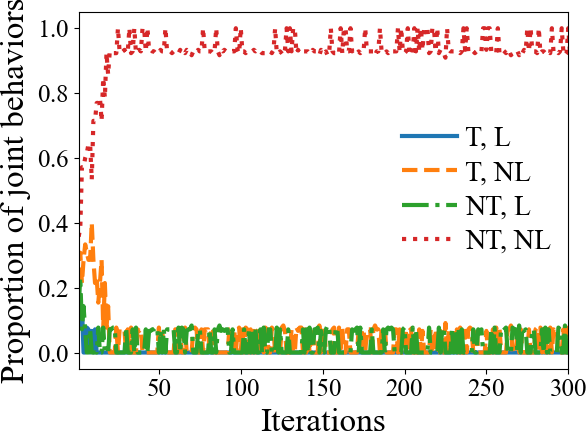 Proportion of joint behaviors
1.0
0.8
0.6
0.4
0.2
0.0
T, L
T, NL
NT, L
NT, NL
50 100 150 200 250 300
Iterations